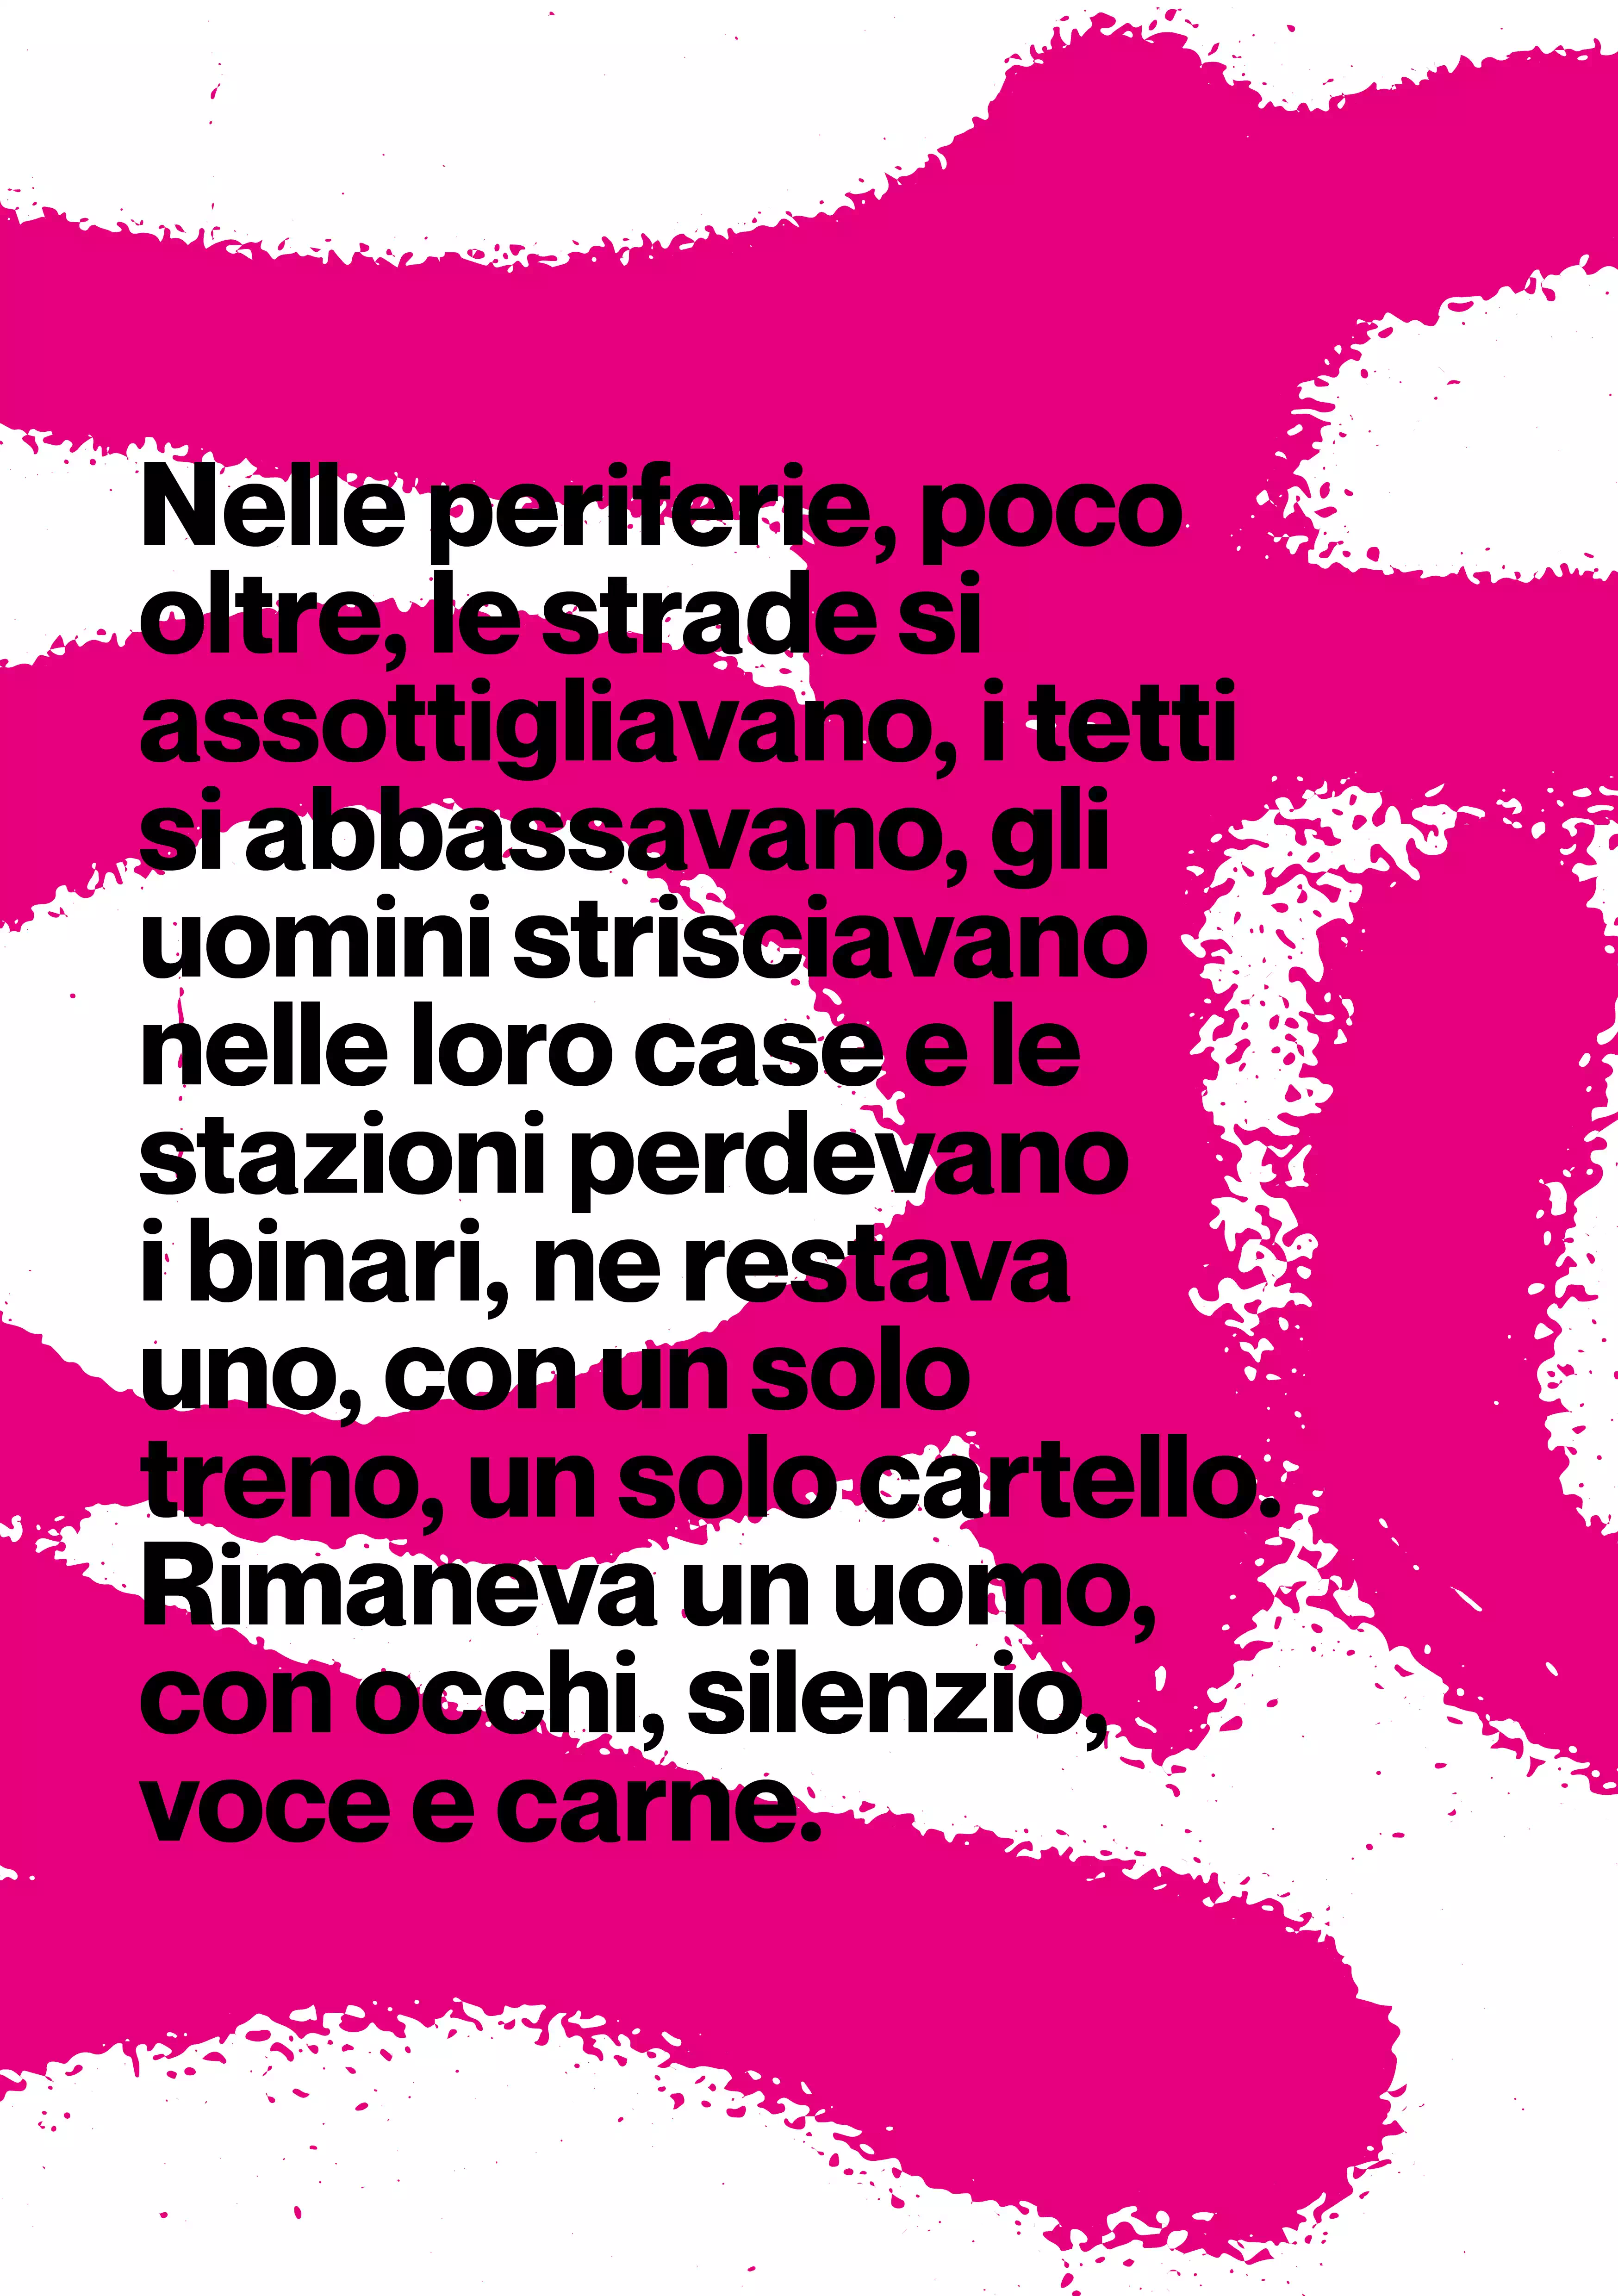 Nelle periferie, poco
oltre, le strade si
assottigliavano, i tetti
si abbassavano, gli
uomini strisciavano
nelle loro case e le
stazioni perdevano
i binari, ne restava
uno, con un solo
treno, un solo cartello.
Rimaneva un uomo,
con occhi, silenzio,
voce e carne.